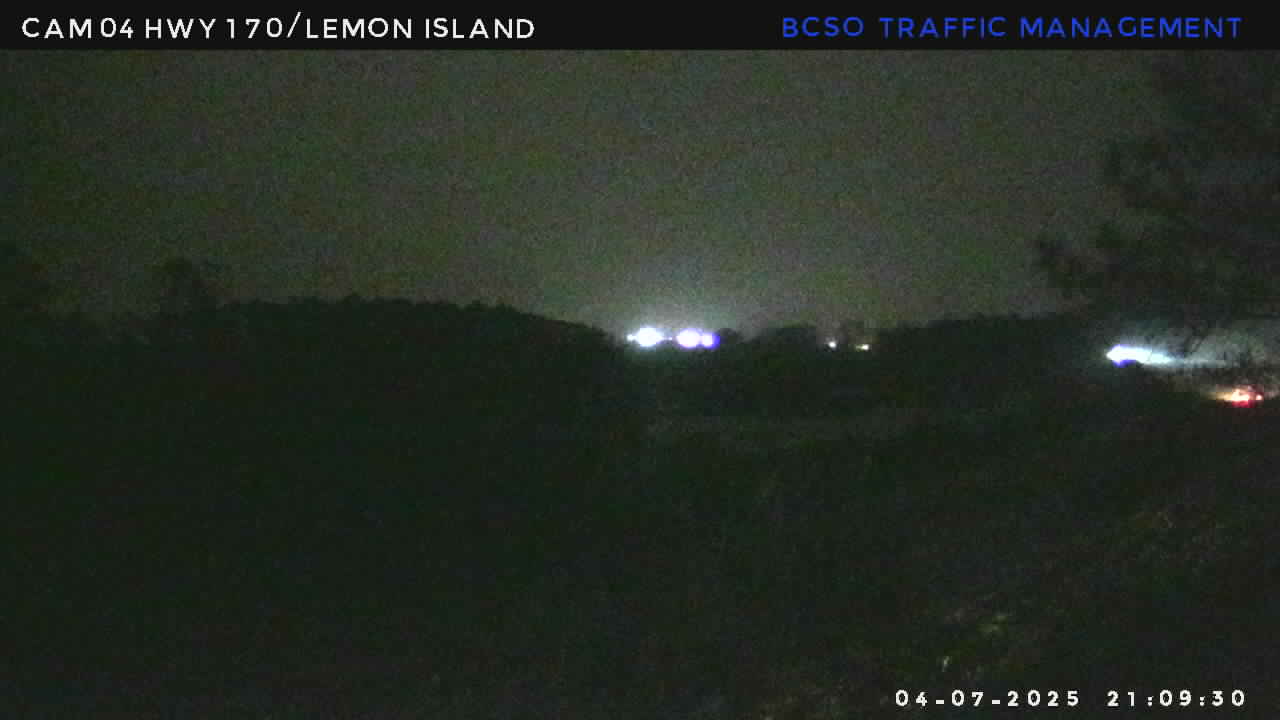 CAM04 HWY 170/LEMON ISLAND
BCSO TRAFFIC MANAGEMENT
04-07-2025 21:09:30